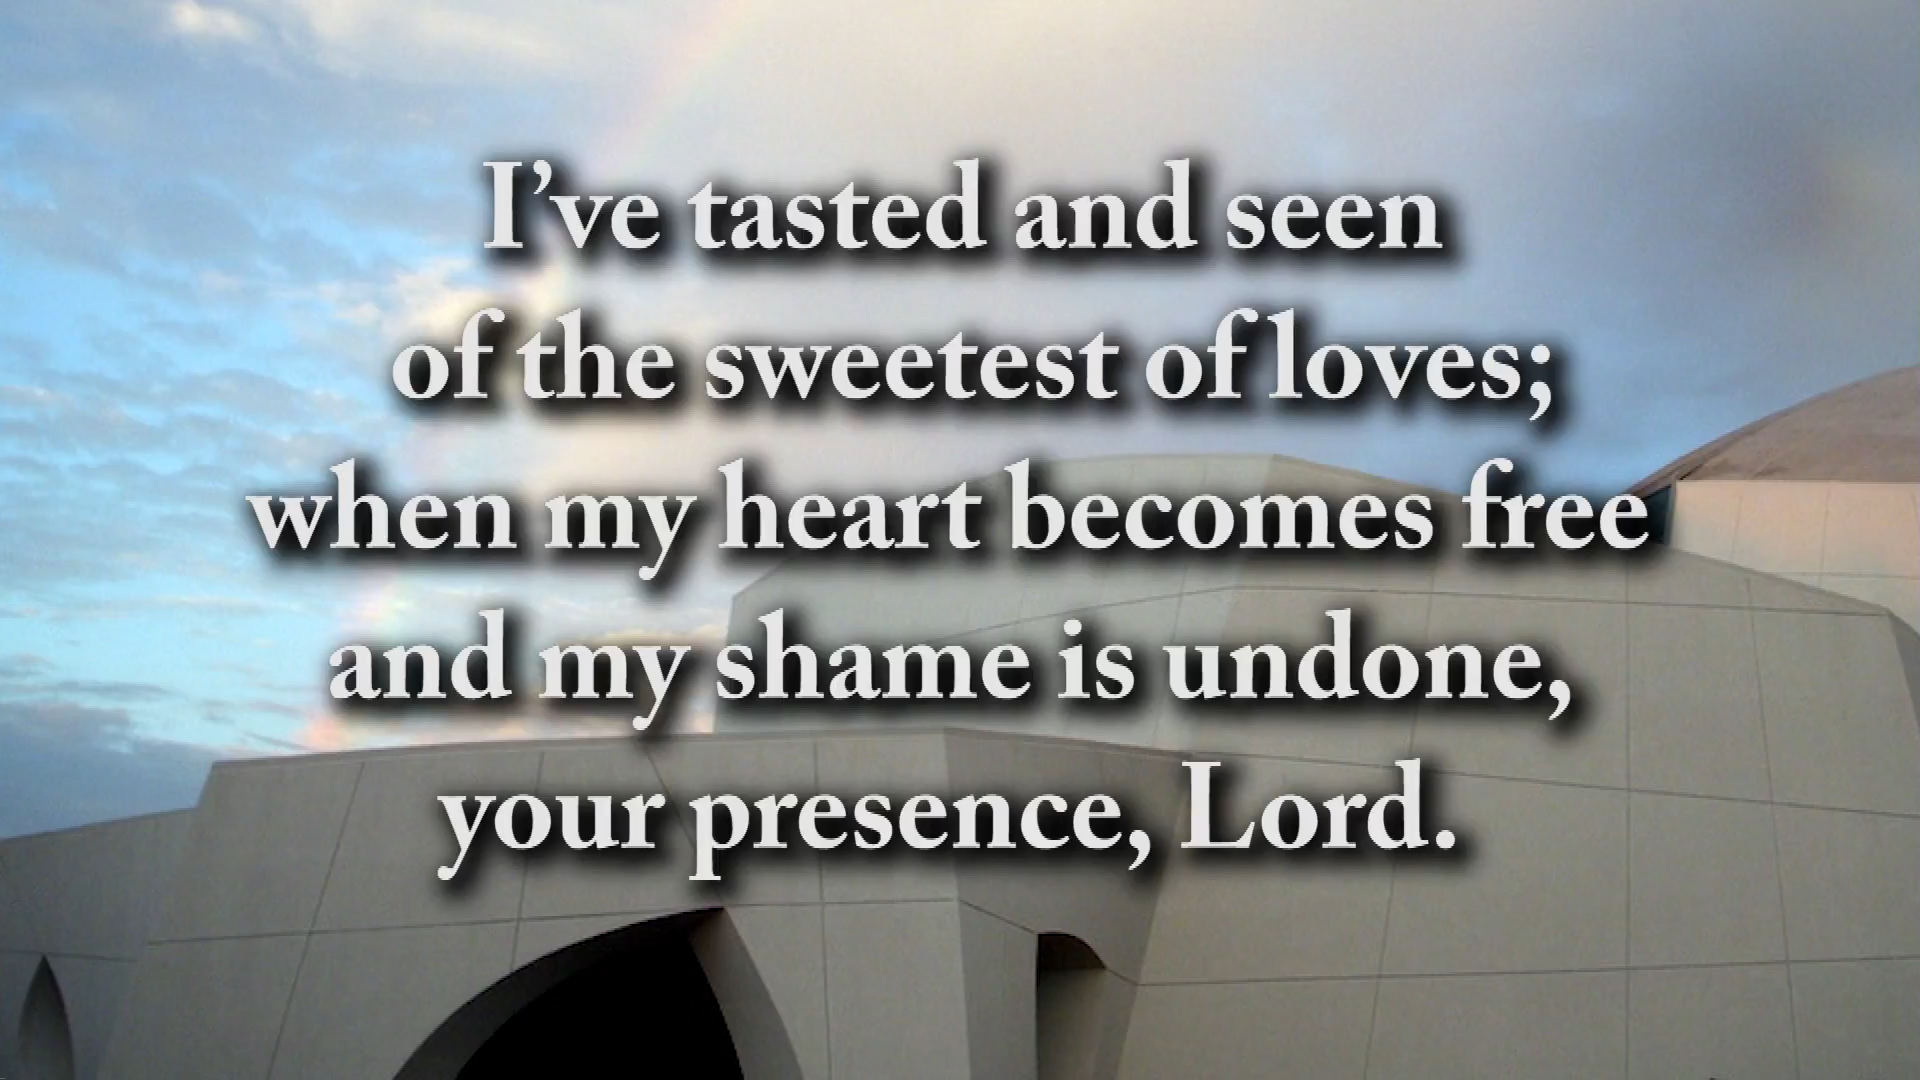 I’ve tasted and seen
of the sweetest of loves;
when my heart becomes free
and my shame is undone,
your presence, Lord.